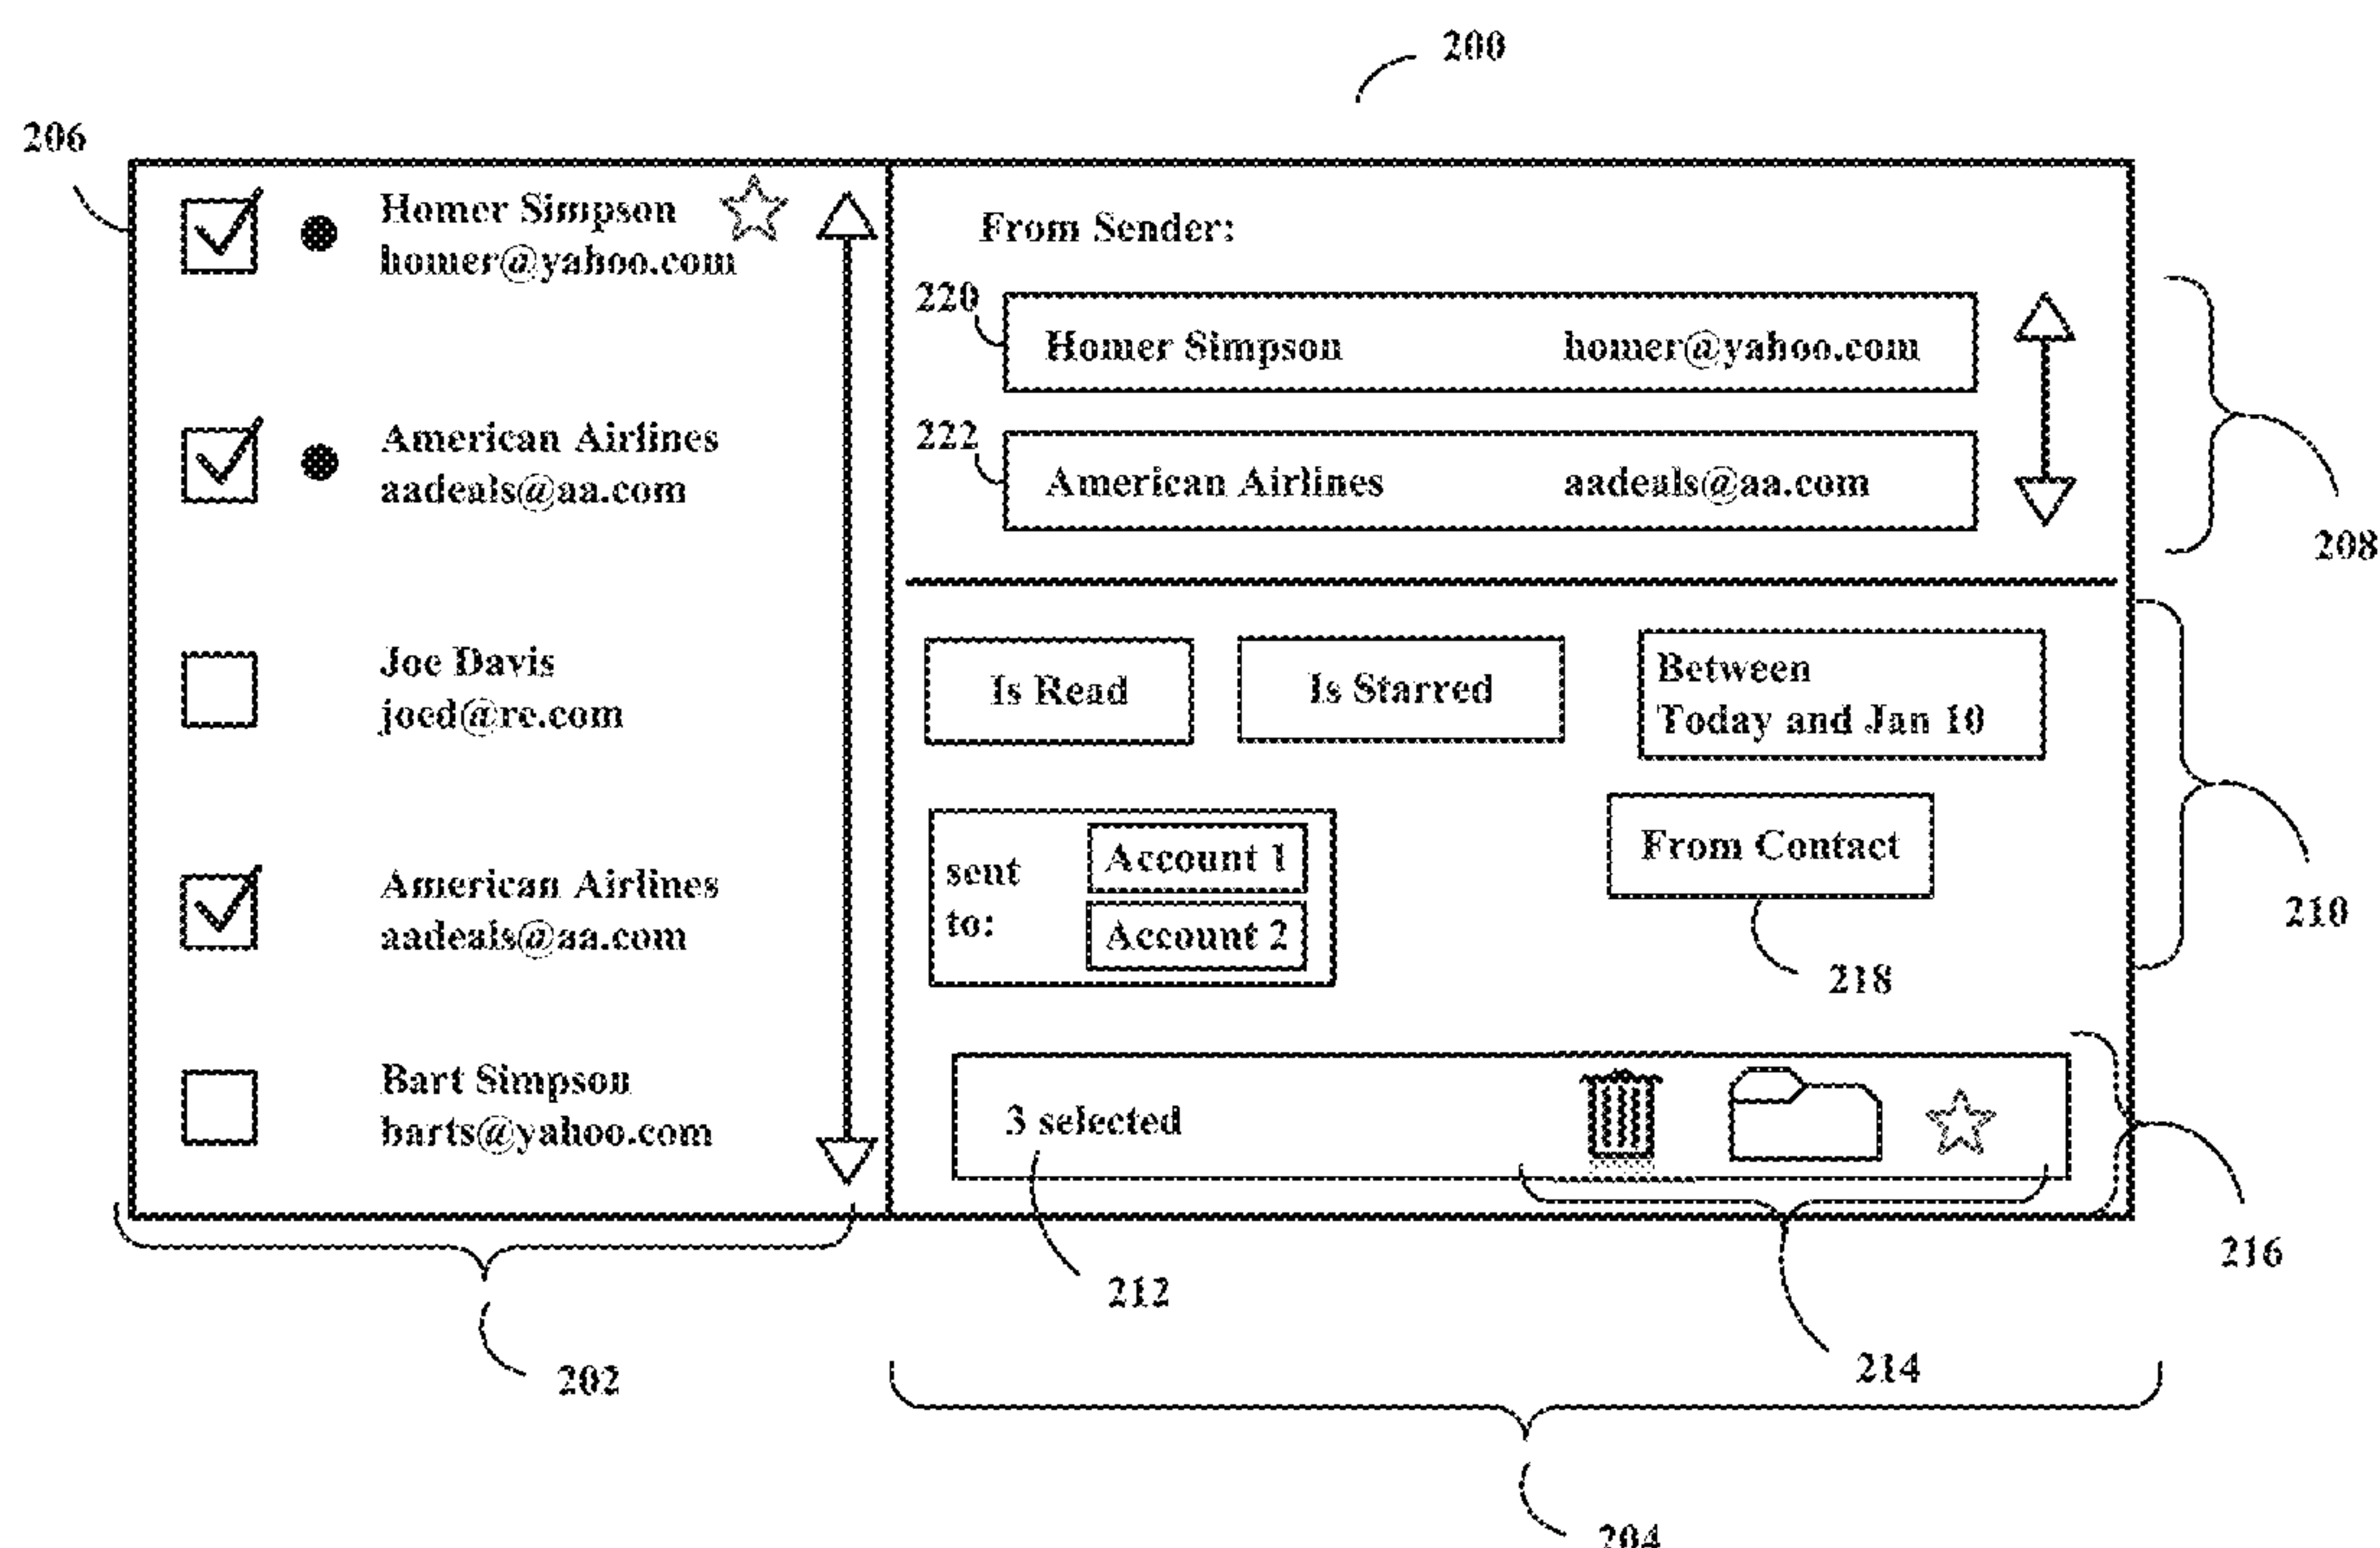 200
206
Homer Simpson
homer@yahoo.com
American Airlines
aadeals@aa.com
Joe Davis
joed@re.com
American Airlines
aadeals@aa.com
Bart Simpson
barts@yahoo.com
From Sender:
220
Homer Simpson homer@yahoo.com
222
American Airlines aadeals@aa.com
208
Is Read
Is Starred
Between
Today and Jan 10
sent
to:
Account 1
Account 2
From Contact
218
210
3 selected
216
212
214
202
204